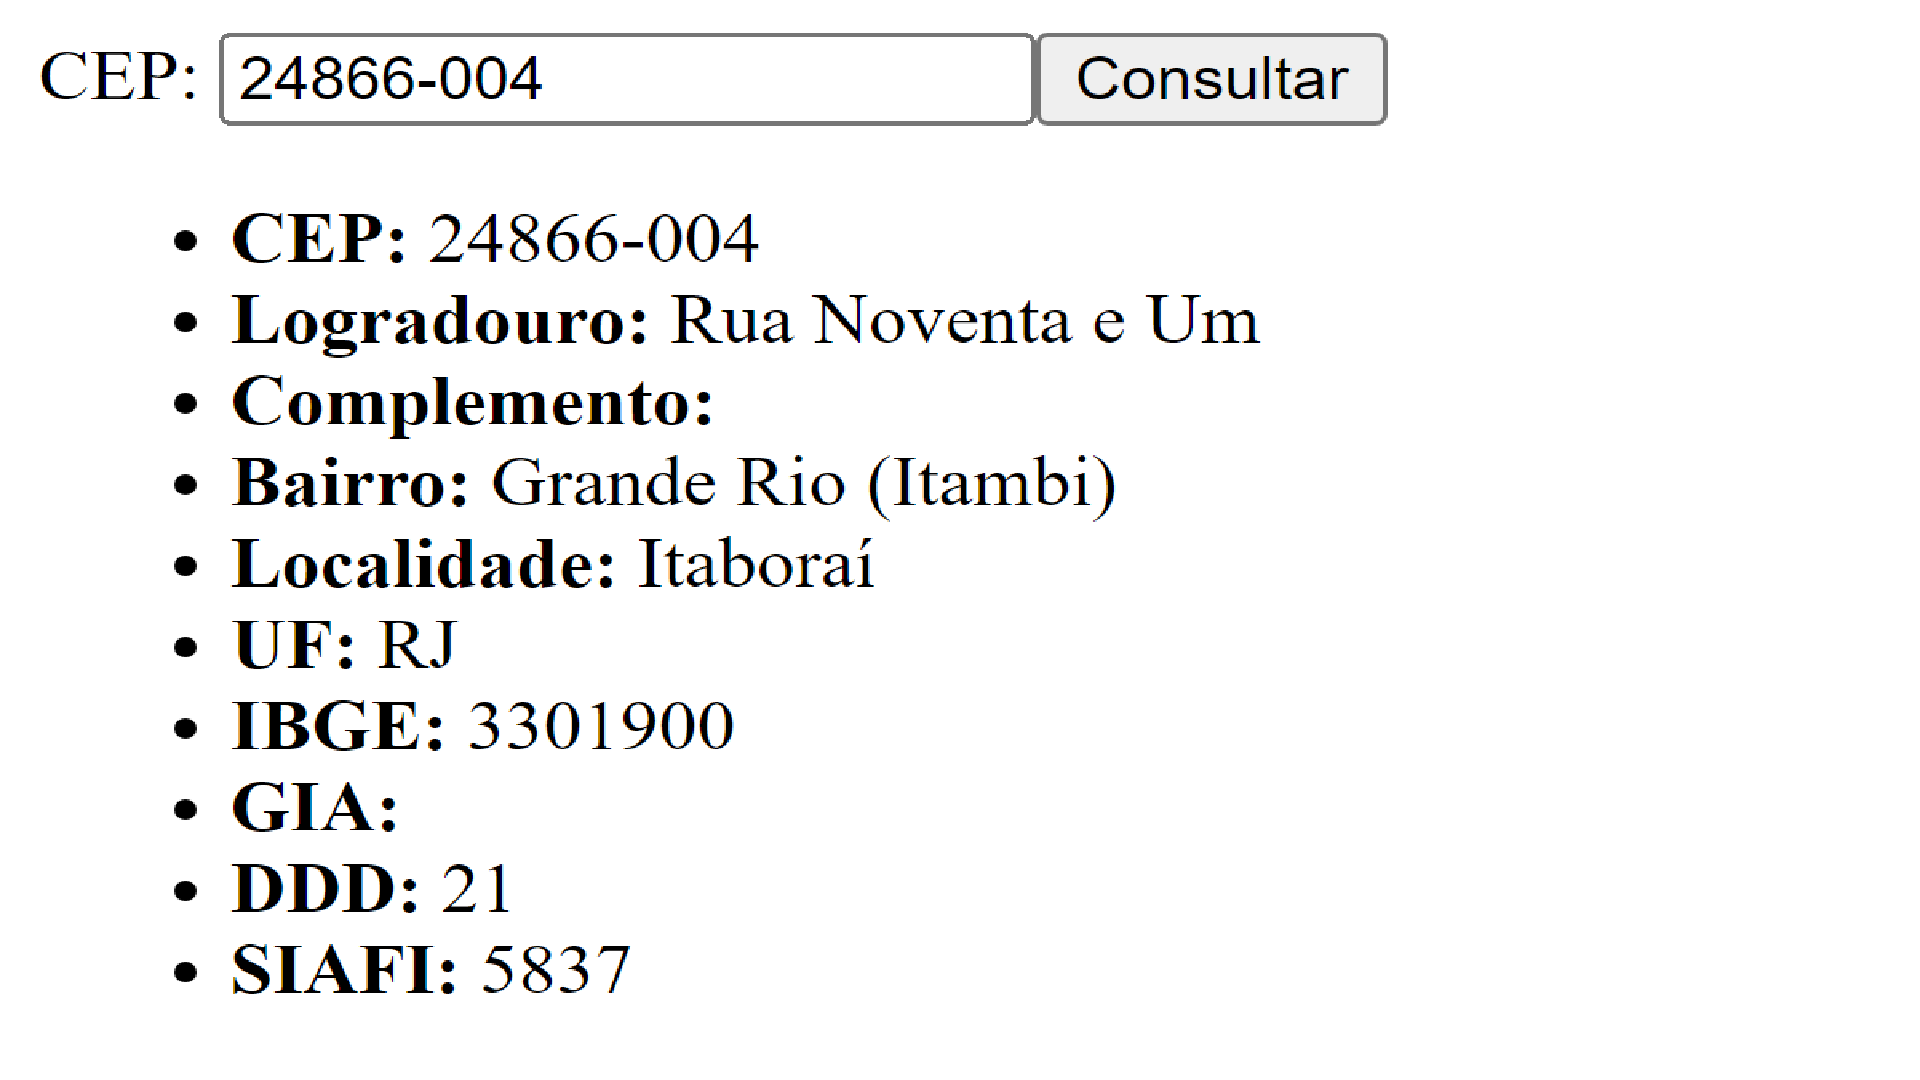 CEP: 24866-004 Consultar
CEP: 24866-004
Logradouro: Rua Noventa e Um
Complemento:
Bairro: Grande Rio (Itambi)
Localidade: Itaboraí
UF: RJ
IBGE: 3301900
GIA:
DDD: 21
SIAFI: 5837